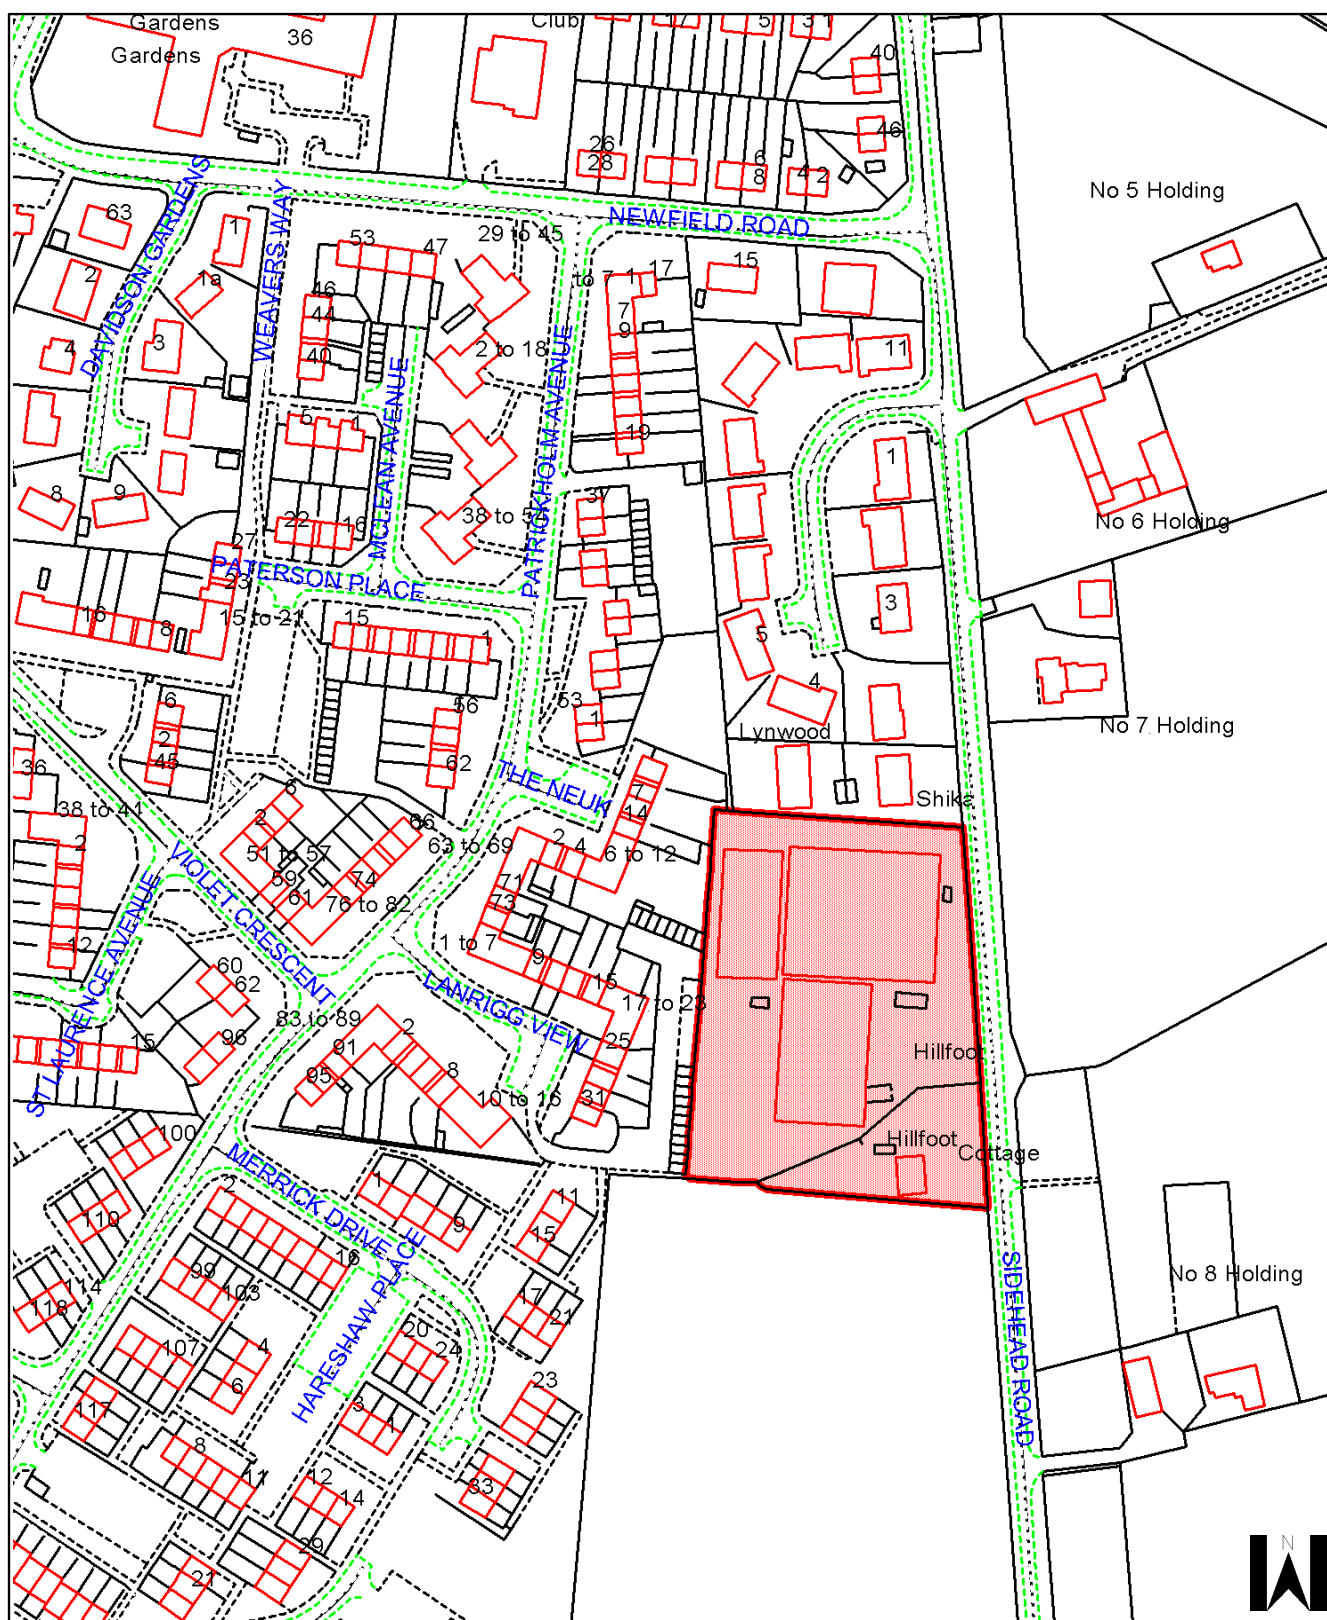 Gardens
Gardens
36
Club
17
5
3 1
40
46
26
28
6
8
4 2
No 5 Holding
NEWFIELD ROAD
DAVIDSON GARDENS
WEAVERS WAY
63
1
2
1a
3
4
53
47
29 to 45
46
44
40
2 to 18
to 7 1
17
7
9
19
15
11
5
1
MCLEAN AVENUE
PATRICKHOLM AVENUE
8
9
22
16
38 to 54
37
1
No 6 Holding
27
23
PATERSON PLACE
15 to 21
16
8
15
1
3
5
4
Lynwood
No 7 Holding
6
2
45
56
62
53
1
36
38 to 44
2
12
THE NEUK
7
14
Shika
6
2
51 to 57
59
61
66
74
76 to 82
63 to 69
2
4
6 to 12
71
73
1 to 7
9
15
17 to 23
25
31
VIOLET CRESCENT
ST LAURENCE AVENUE
LANRIGG VIEW
60
62
96
15
83 to 89
91
95
2
8
10 to 16
Hillfoot
Hillfoot
Cottage
100
110
114
118
MERRICK DRIVE
2
16
1
9
11
15
17
21
99
103
107
117
HARESHAW PLACE
4
6
20
24
3
1
23
33
8
11
12
14
29
21
SIDEHEAD ROAD
No 8 Holding
N